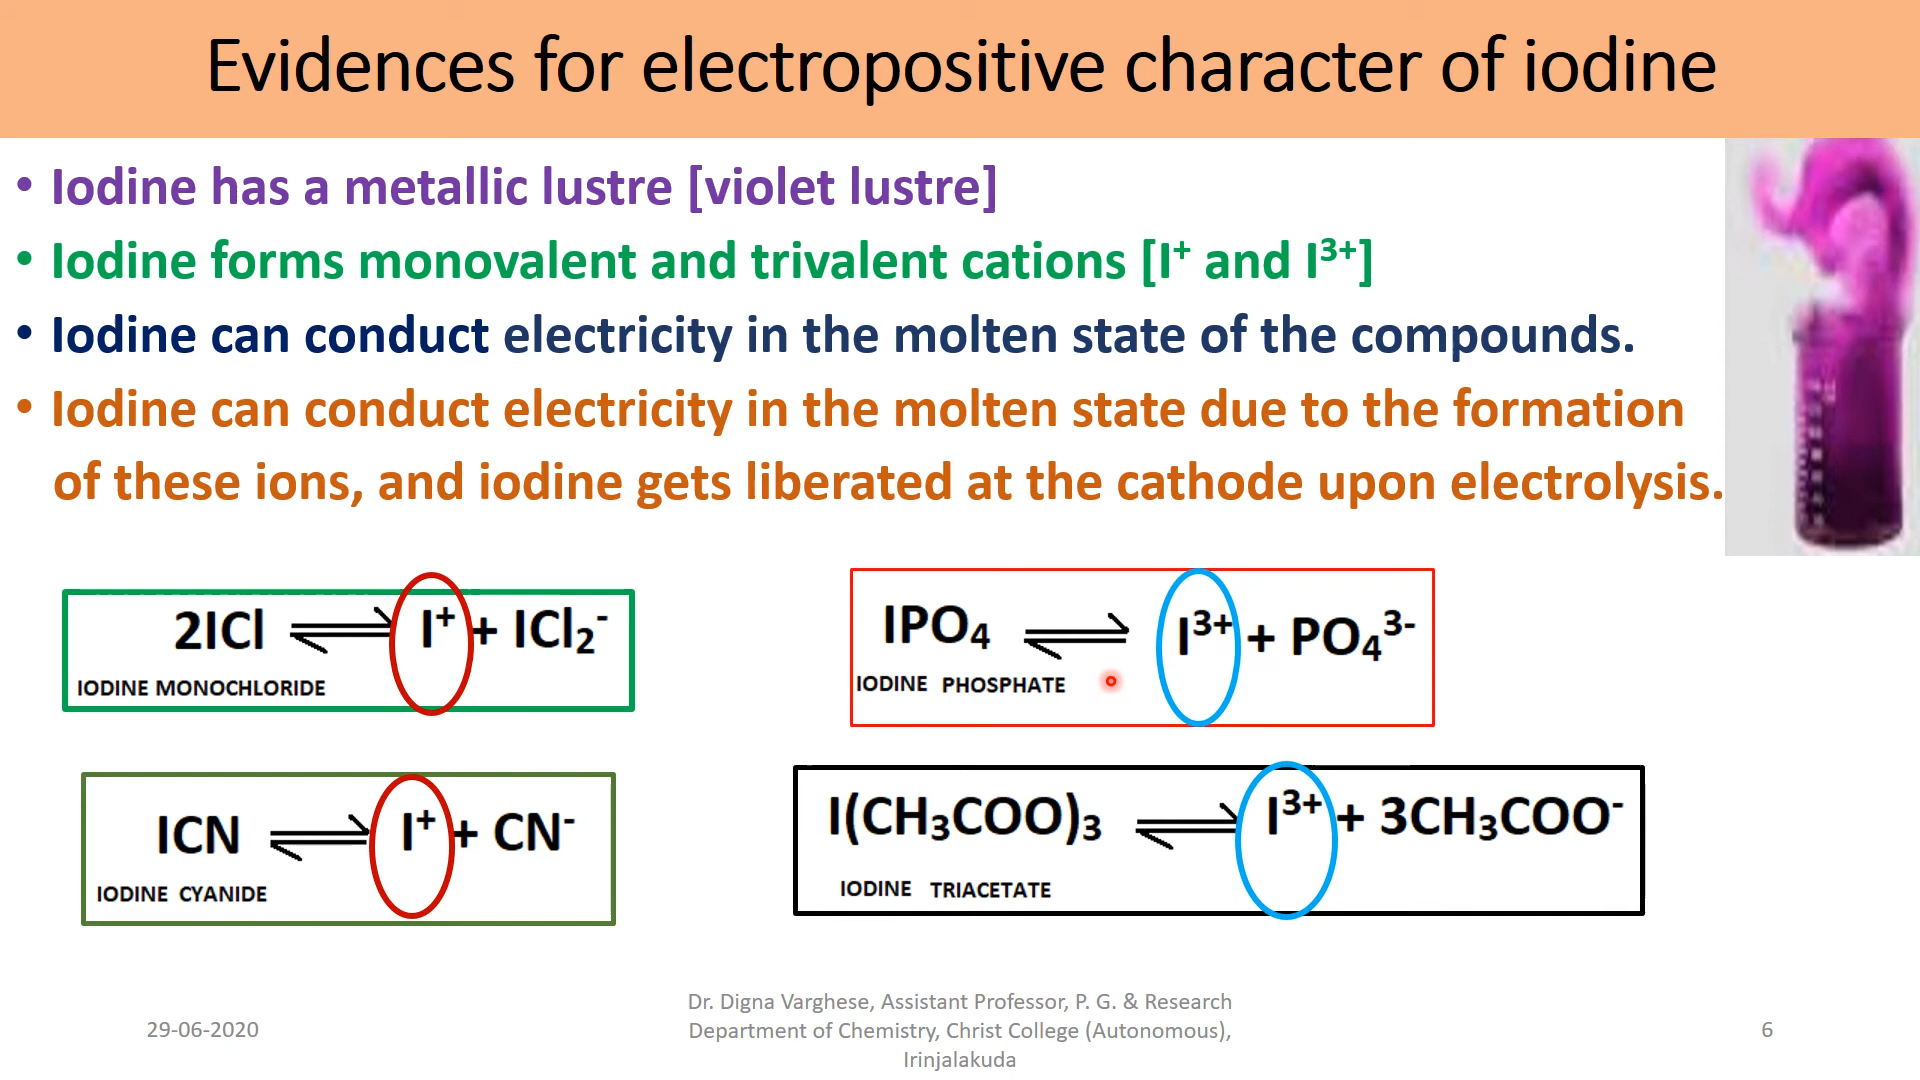 Evidences for electropositive character of iodine
• Iodine has a metallic lustre [violet lustre]
• Iodine forms monovalent and trivalent cations [I⁺ and I³⁺]
• Iodine can conduct electricity in the molten state of the compounds.
• Iodine can conduct electricity in the molten state due to the formation
of these ions, and iodine gets liberated at the cathode upon electrolysis.
2ICl ⇌ I⁺ + ICl₂⁻
IODINE MONOCHLORIDE
IPO₄ ⇌ I³⁺ + PO₄³⁻
IODINE PHOSPHATE
ICN ⇌ I⁺ + CN⁻
IODINE CYANIDE
I(CH₃COO)₃ ⇌ I³⁺ + 3CH₃COO⁻
IODINE TRIACETATE
29-06-2020
Dr. Digna Varghese, Assistant Professor, P. G. & Research
Department of Chemistry, Christ College (Autonomous),
Irinjalakuda
6